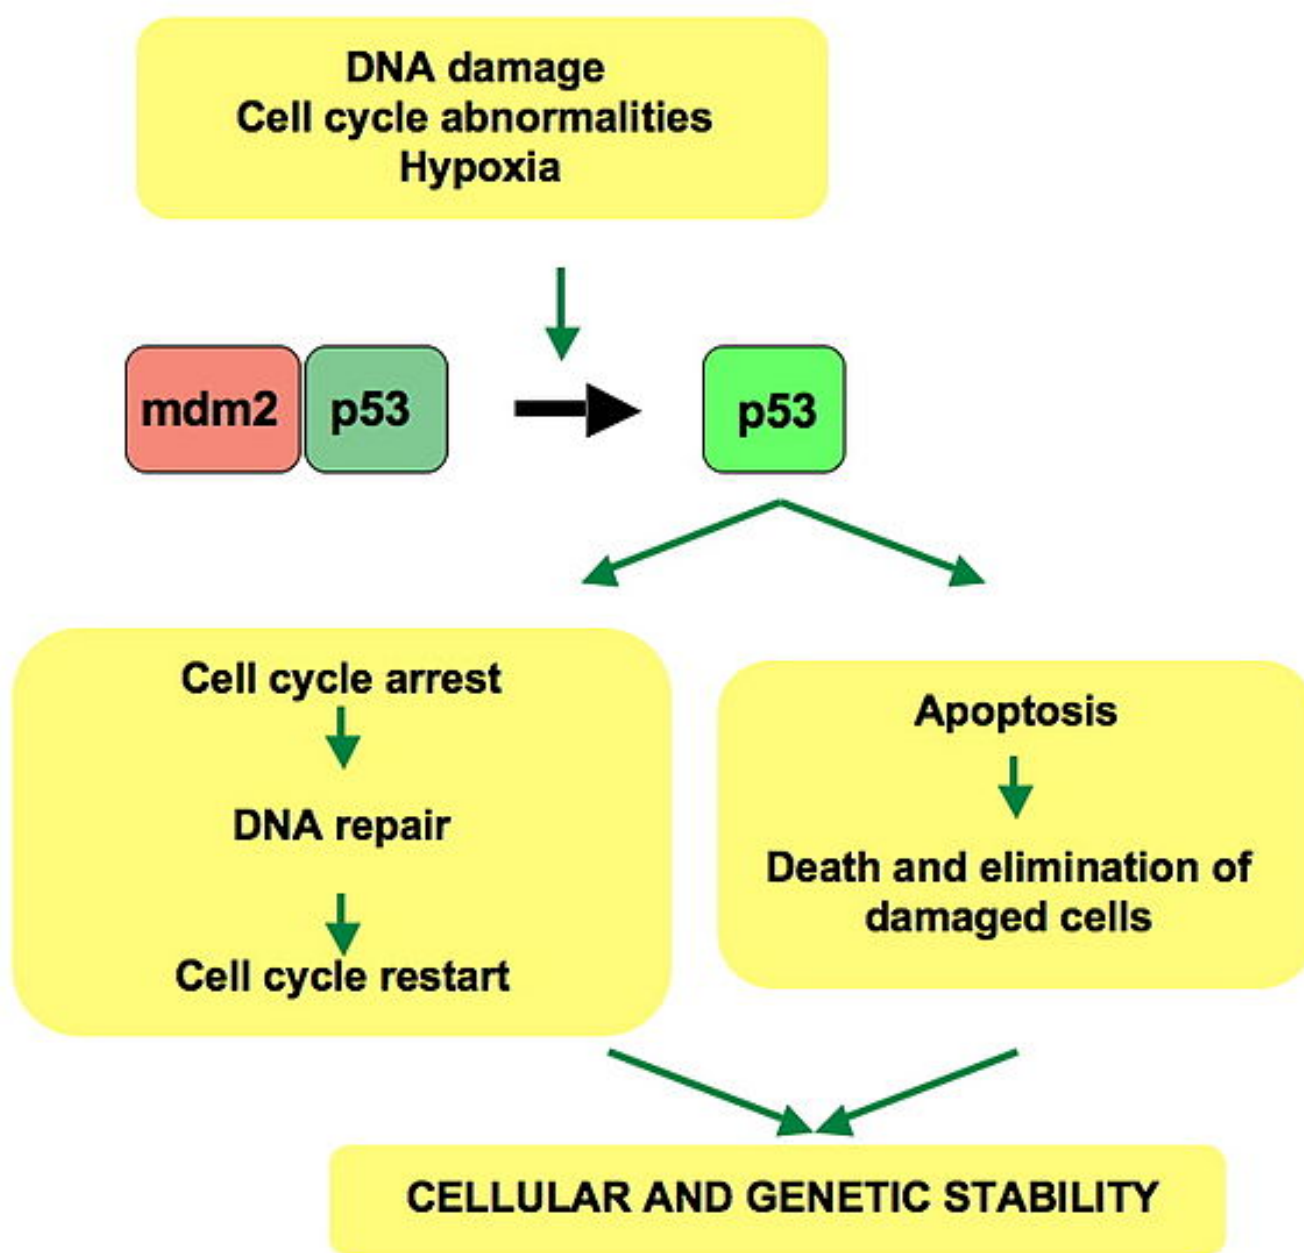 DNA damage
Cell cycle abnormalities
Hypoxia
mdm2
p53
p53
Cell cycle arrest
DNA repair
Cell cycle restart
Apoptosis
Death and elimination of
damaged cells
CELLULAR AND GENETIC STABILITY